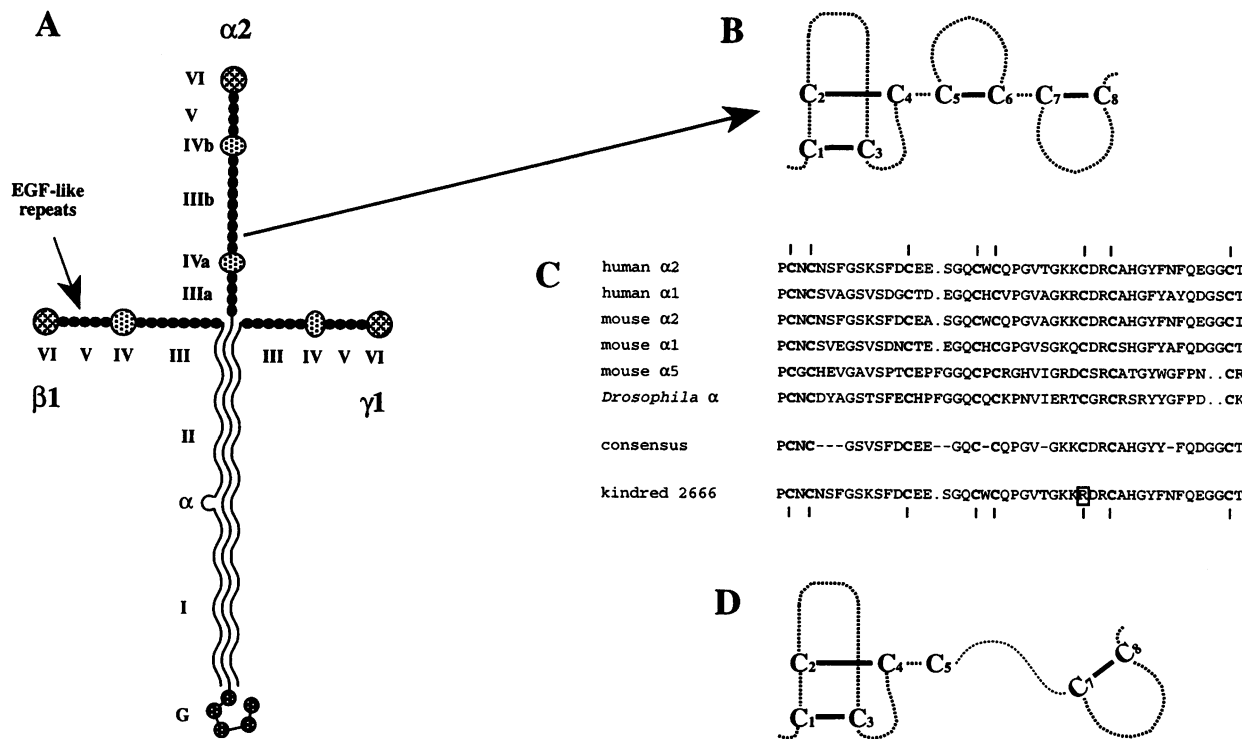 A
α2
VI
V
IVb
EGF-like
repeats
IIIb
IVa
IIIa
VI V IV III III IV V VI
β1 γ1
II
α
I
G
B
C2 C4 C5 C6 C7 C8
C1 C3
C
human α2 PCNCNSFGSKSFDCEE.SGQCWCQPGVTGKKCDRCAHGYFNFQEGGCT
human α1 PCNCSVAGSVSDGCTD.EGQCHCVPGVAGKRCDRCAHGFYAYQDGSCT
mouse α2 PCNCNSFGSKSFDCEA.SGQCWCQPGVAGKKCDRCAHGYFNFQEGGCI
mouse α1 PCNCSVEGSVSDNCTE.EGQCHCGPGVSGKQCDRCSHGFYAFQDGGCT
mouse α5 PCGCHEVGAVSPTCEPFGGQCPCRGHVIGRDCSRCATGYWGFPN..CR
Drosophila α PCNCDYAGSTSFECHPFGGQCQCKPNVIERTCGRCRSRYYGFPD..CK
consensus PCNC---GSVSFDCEE--GQC-CQPGV-GKKCDRCAHGYY-FQDGGCT
kindred 2666 PCNCNSFGSKSFDCEE.SGQCWCQPGVTGKKRDRCAHGYFNFQEGGCT
D
C2 C4 C5 C7 C8
C1 C3